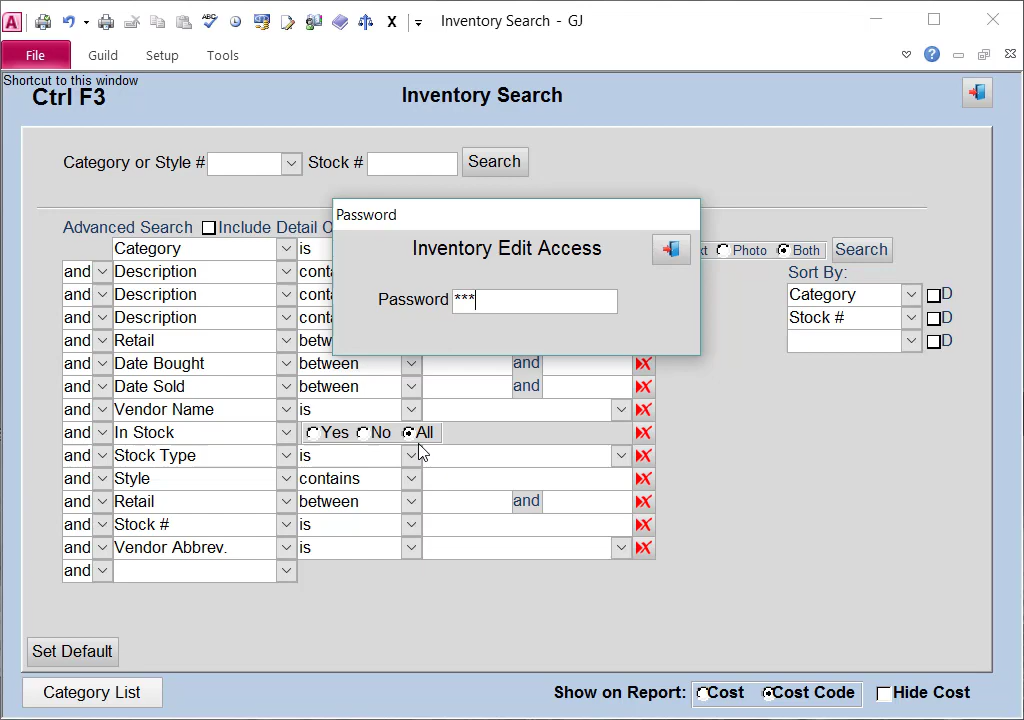 A ABC X Inventory Search - GJ
File Guild Setup Tools ?
Shortcut to this window
Ctrl F3 Inventory Search
Category or Style # Stock # Search
Password
Inventory Edit Access
Password ***
Advanced Search Include Detail
Category is Photo Both Search
and Description Sort By:
and Description Category D
and Description Stock # D
and Retail D
and Date Bought between and
and Date Sold between and
and Vendor Name is
and In Stock Yes No All
and Stock Type is
and Style contains
and Retail between and
and Stock # is
and Vendor Abbrev. is
and
Set Default
Category List Show on Report: Cost Cost Code Hide Cost